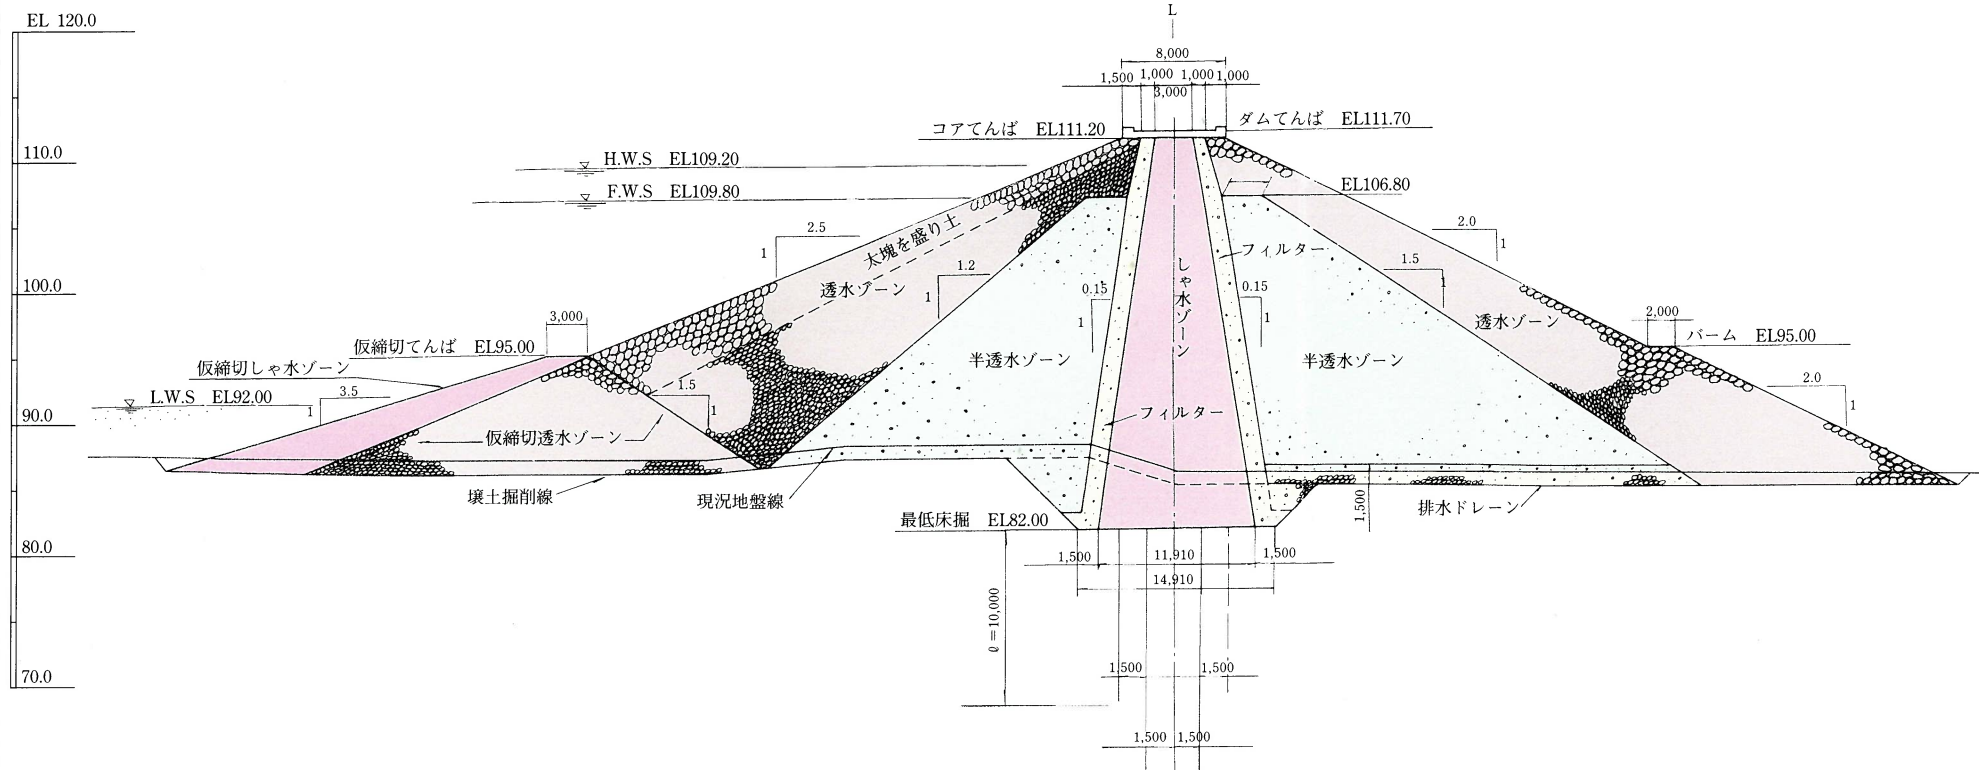 L
EL 120.0
8,000
1,500 1,000 1,000 1,000
3,000
コアてんば EL111.20
ダムてんば EL111.70
110.0
H.W.S EL109.20
F.W.S EL109.80
EL106.80
2.5
1
太塊を盛り土
透水ゾーン
1.2
1
0.15
1
しゃ水ゾーン
フィルター
0.15
1
2.0
1
1.5
1
100.0
3,000
透水ゾーン
2,000
バーム EL95.00
仮締切てんば EL95.00
仮締切しゃ水ゾーン
半透水ゾーン
半透水ゾーン
L.W.S EL92.00
3.5
1
1.5
1
2.0
1
90.0
仮締切透水ゾーン
フィルター
壌土掘削線
現況地盤線
最低床掘 EL82.00
1,500
排水ドレーン
80.0
1,500
11,910
1,500
14,910
ℓ=10,000
70.0
1,500
1,500
1,500 1,500